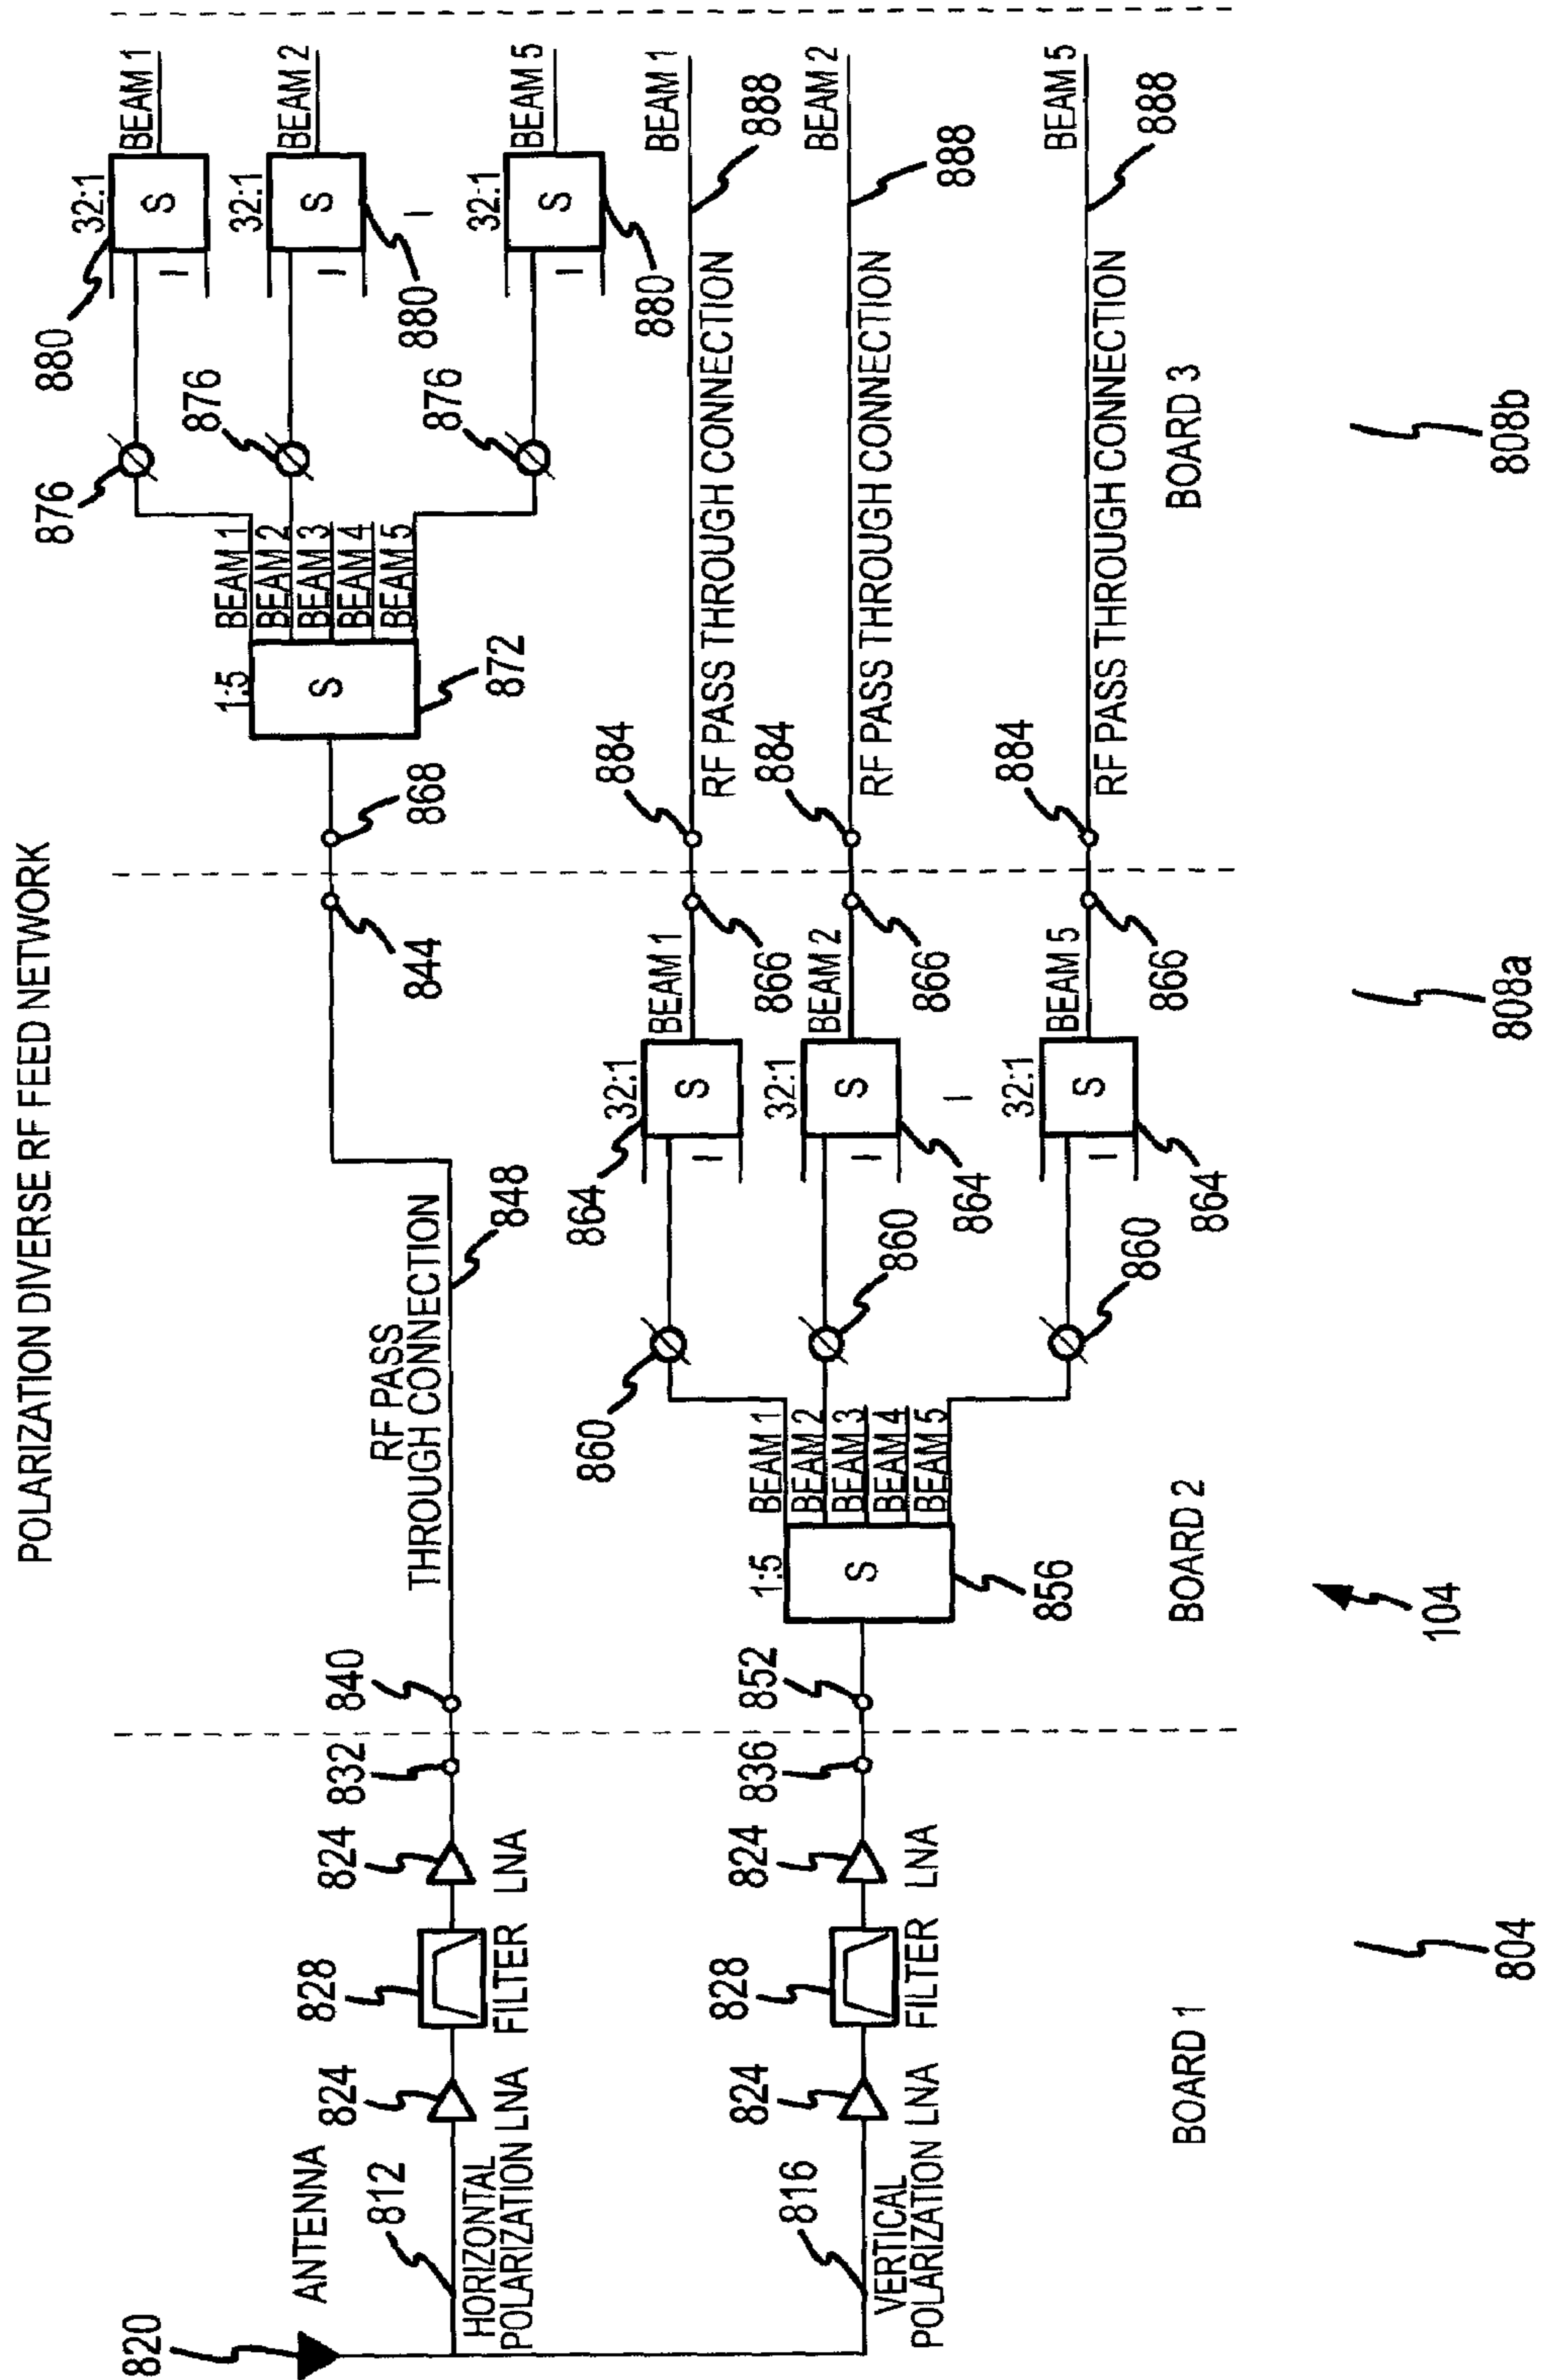 POLARIZATION DIVERSE RF FEED NETWORK
820
ANTENNA
812
HORIZONTAL
POLARIZATION
824
LNA
828
FILTER
824
LNA
832
840
RF PASS
THROUGH CONNECTION
848
844
868
1:5
S
872
BEAM 1
BEAM 2
BEAM 3
BEAM 4
BEAM 5
876
876
876
880
32:1
S
BEAM 1
32:1
S
BEAM 2
880
32:1
S
BEAM 5
880
816
VERTICAL
POLARIZATION
824
LNA
828
FILTER
824
LNA
836
852
1:5
S
856
BEAM 1
BEAM 2
BEAM 3
BEAM 4
BEAM 5
860
860
860
864
32:1
S
BEAM 1
866
884
RF PASS THROUGH CONNECTION
BEAM 1
888
32:1
S
864
BEAM 2
866
884
RF PASS THROUGH CONNECTION
BEAM 2
888
32:1
S
864
BEAM 5
866
884
RF PASS THROUGH CONNECTION
BEAM 5
888
BOARD 1
BOARD 2
BOARD 3
104
804
808a
808b